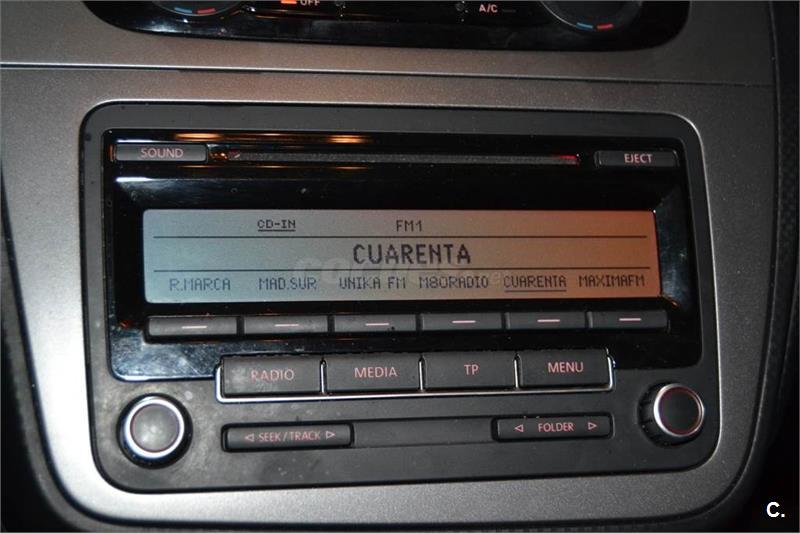 OFF A/C
SOUND EJECT
CD-IN FM1
CUARENTA
R.MARCA MAD.SUR UNIKA FM M80RADIO CUARENTA MAXIMAFM
RADIO MEDIA TP MENU
SEEK/TRACK FOLDER
C.